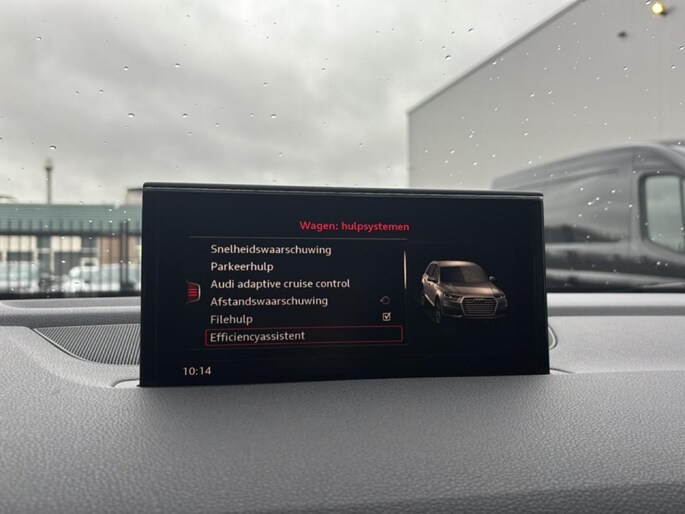 Wagen: hulpsystemen
Snelheidswaarschuwing
Parkeerhulp
Audi adaptive cruise control
Afstandswaarschuwing
Filehulp
Efficiencyassistent
10:14